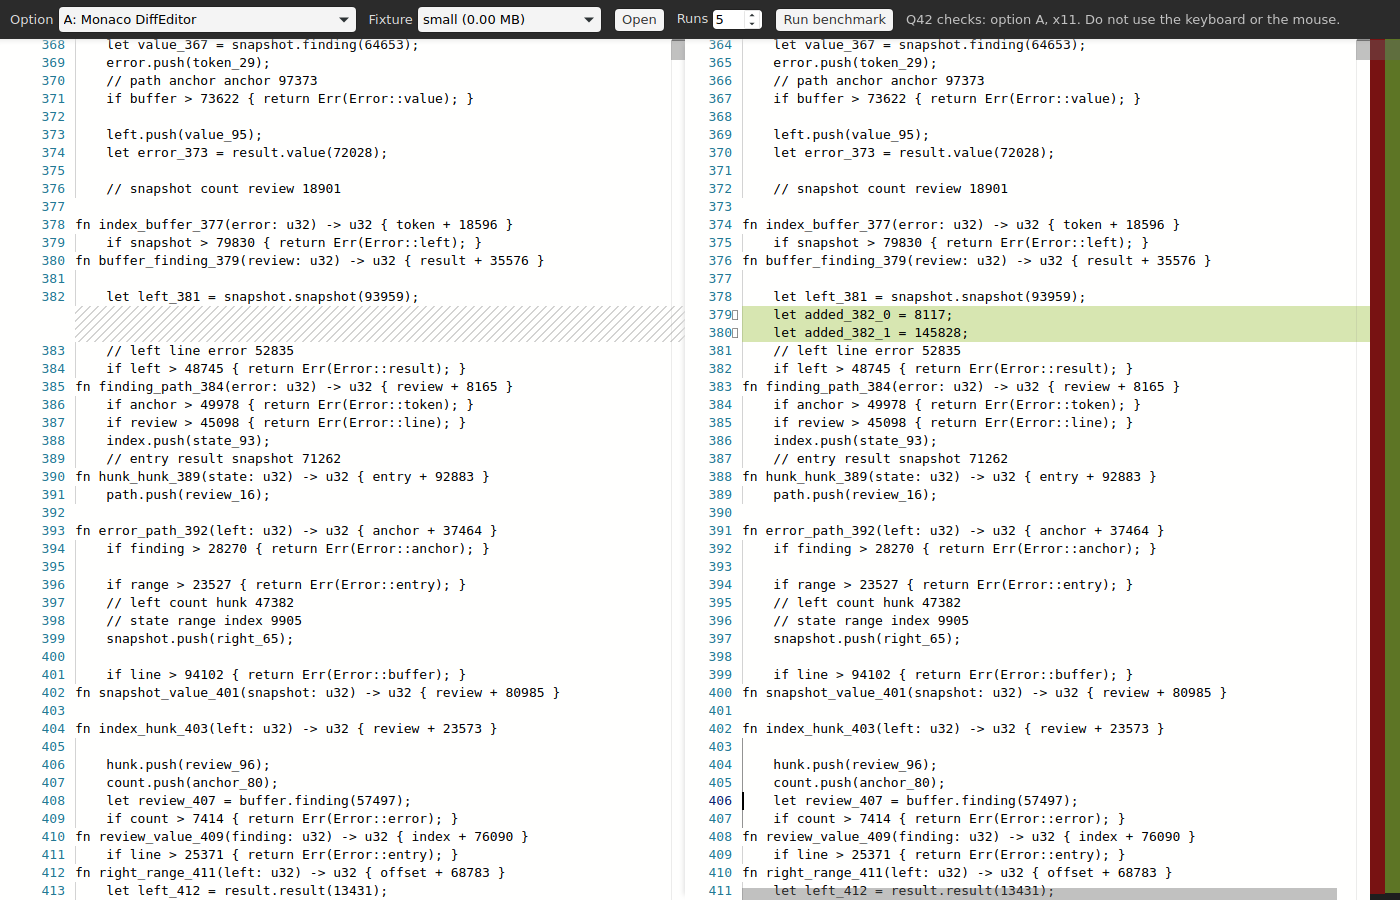 Option A: Monaco DiffEditor Fixture small (0.00 MB) Open Runs 5 Run benchmark Q42 checks: option A, x11. Do not use the keyboard or the mouse.
368     let value_367 = snapshot.finding(64653);
369     error.push(token_29);
370     // path anchor anchor 97373
371     if buffer > 73622 { return Err(Error::value); }
372
373     left.push(value_95);
374     let error_373 = result.value(72028);
375
376     // snapshot count review 18901
377
378 fn index_buffer_377(error: u32) -> u32 { token + 18596 }
379     if snapshot > 79830 { return Err(Error::left); }
380 fn buffer_finding_379(review: u32) -> u32 { result + 35576 }
381
382     let left_381 = snapshot.snapshot(93959);
383     // left line error 52835
384     if left > 48745 { return Err(Error::result); }
385 fn finding_path_384(error: u32) -> u32 { review + 8165 }
386     if anchor > 49978 { return Err(Error::token); }
387     if review > 45098 { return Err(Error::line); }
388     index.push(state_93);
389     // entry result snapshot 71262
390 fn hunk_hunk_389(state: u32) -> u32 { entry + 92883 }
391     path.push(review_16);
392
393 fn error_path_392(left: u32) -> u32 { anchor + 37464 }
394     if finding > 28270 { return Err(Error::anchor); }
395
396     if range > 23527 { return Err(Error::entry); }
397     // left count hunk 47382
398     // state range index 9905
399     snapshot.push(right_65);
400
401     if line > 94102 { return Err(Error::buffer); }
402 fn snapshot_value_401(snapshot: u32) -> u32 { review + 80985 }
403
404 fn index_hunk_403(left: u32) -> u32 { review + 23573 }
405
406     hunk.push(review_96);
407     count.push(anchor_80);
408     let review_407 = buffer.finding(57497);
409     if count > 7414 { return Err(Error::error); }
410 fn review_value_409(finding: u32) -> u32 { index + 76090 }
411     if line > 25371 { return Err(Error::entry); }
412 fn right_range_411(left: u32) -> u32 { offset + 68783 }
413     let left_412 = result.result(13431);
364     let value_367 = snapshot.finding(64653);
365     error.push(token_29);
366     // path anchor anchor 97373
367     if buffer > 73622 { return Err(Error::value); }
368
369     left.push(value_95);
370     let error_373 = result.value(72028);
371
372     // snapshot count review 18901
373
374 fn index_buffer_377(error: u32) -> u32 { token + 18596 }
375     if snapshot > 79830 { return Err(Error::left); }
376 fn buffer_finding_379(review: u32) -> u32 { result + 35576 }
377
378     let left_381 = snapshot.snapshot(93959);
379     let added_382_0 = 8117;
380     let added_382_1 = 145828;
381     // left line error 52835
382     if left > 48745 { return Err(Error::result); }
383 fn finding_path_384(error: u32) -> u32 { review + 8165 }
384     if anchor > 49978 { return Err(Error::token); }
385     if review > 45098 { return Err(Error::line); }
386     index.push(state_93);
387     // entry result snapshot 71262
388 fn hunk_hunk_389(state: u32) -> u32 { entry + 92883 }
389     path.push(review_16);
390
391 fn error_path_392(left: u32) -> u32 { anchor + 37464 }
392     if finding > 28270 { return Err(Error::anchor); }
393
394     if range > 23527 { return Err(Error::entry); }
395     // left count hunk 47382
396     // state range index 9905
397     snapshot.push(right_65);
398
399     if line > 94102 { return Err(Error::buffer); }
400 fn snapshot_value_401(snapshot: u32) -> u32 { review + 80985 }
401
402 fn index_hunk_403(left: u32) -> u32 { review + 23573 }
403
404     hunk.push(review_96);
405     count.push(anchor_80);
406     let review_407 = buffer.finding(57497);
407     if count > 7414 { return Err(Error::error); }
408 fn review_value_409(finding: u32) -> u32 { index + 76090 }
409     if line > 25371 { return Err(Error::entry); }
410 fn right_range_411(left: u32) -> u32 { offset + 68783 }
411     let left_412 = result.result(13431);